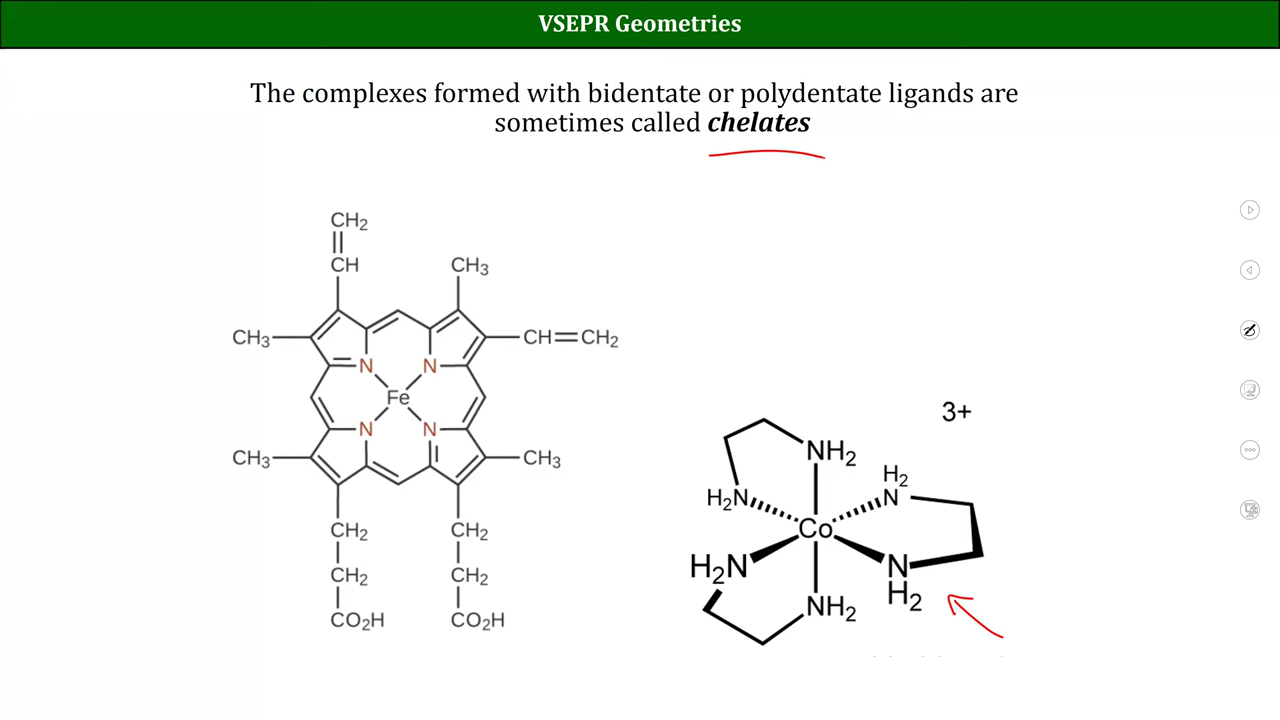 VSEPR Geometries
The complexes formed with bidentate or polydentate ligands are
sometimes called chelates
CH₂
CH
CH₃
CH₃
CH=CH₂
N
N
Fe
N
N
CH₃
CH₃
CH₂
CH₂
CH₂
CH₂
CO₂H
CO₂H
3+
NH₂
H₂
N
H₂N
Co
H₂N
N
H₂
NH₂